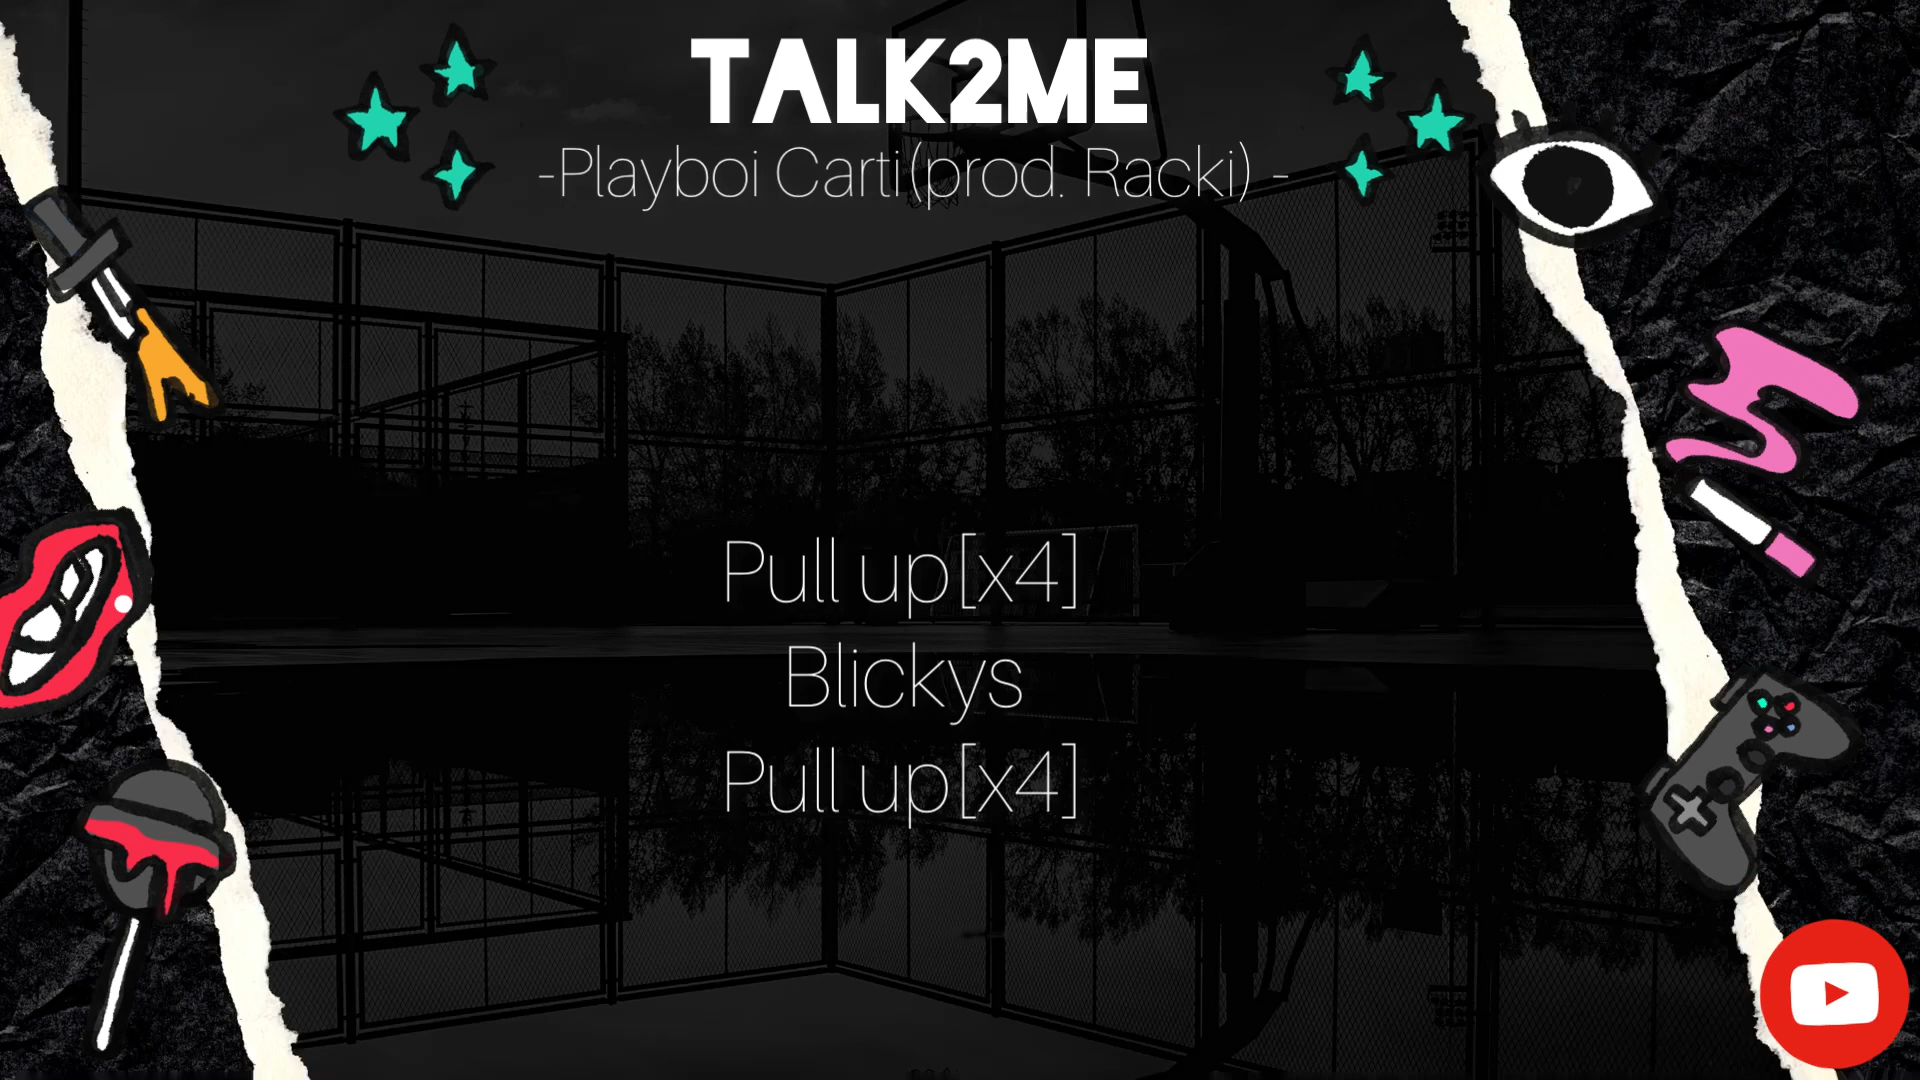 TALK2ME
-Playboi Carti(prod. Racki) -
Pull up[x4]
Blickys
Pull up[x4]